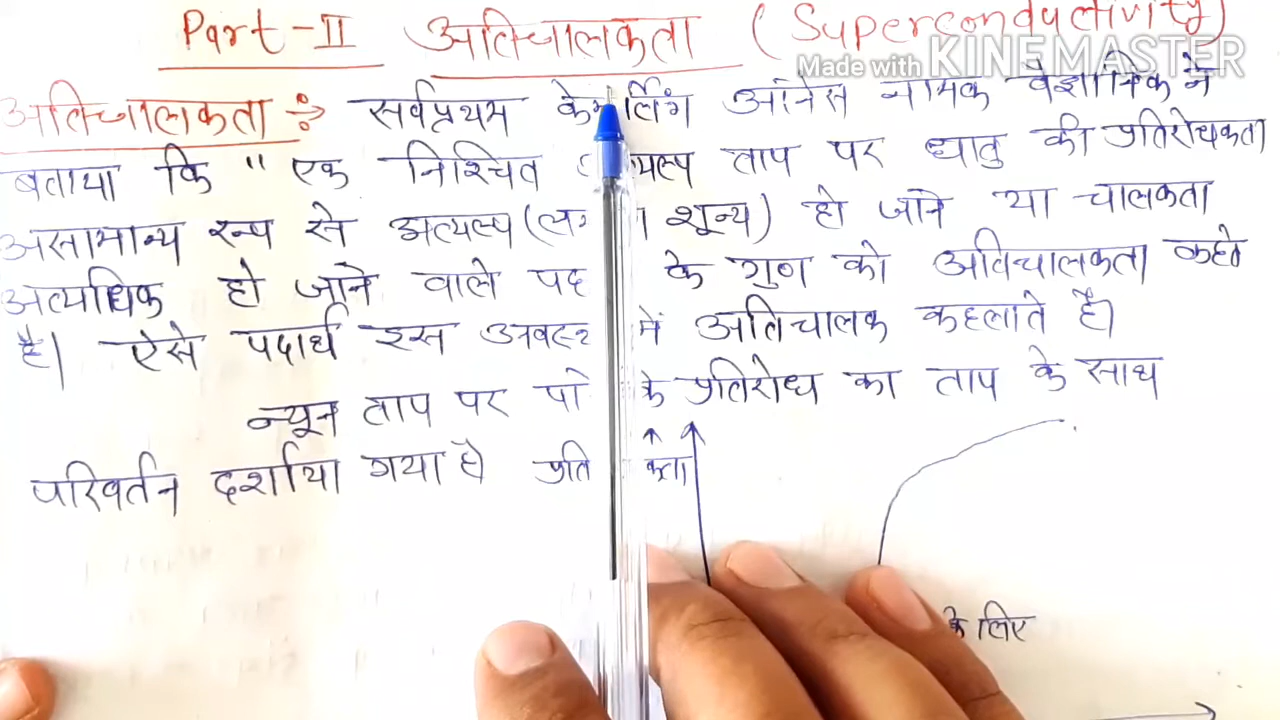 Part-II अतिचालकता (Superconductivity)
Made with KINEMASTER
अतिचालकता :→ सर्वप्रथम ओनेस नामक वैज्ञानिक ने
बताया कि " एक निश्चित ताप पर धातु की प्रतिरोधकता
असामान्य रूप से अत्यल्प ( शून्य) हो जाने या चालकता
अत्यधिक हो जाने वाले के गुण को अतिचालकता कहते
है। ऐसे पदार्थ इस में अतिचालक कहलाते है।
न्यून ताप पर के प्रतिरोध का ताप के साथ
परिवर्तन दर्शाया गया है।
के लिए